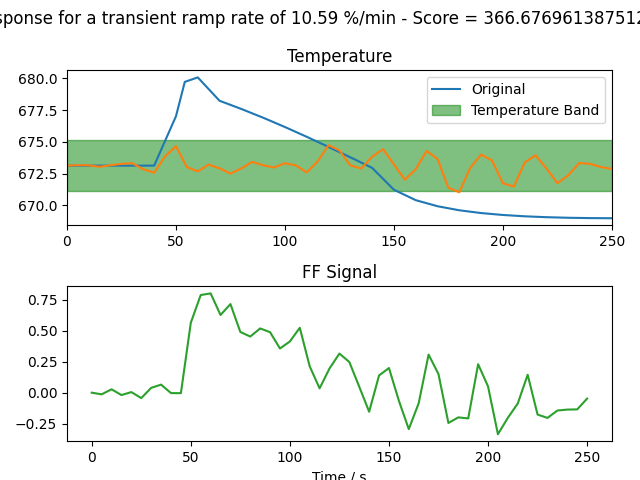 sponse for a transient ramp rate of 10.59 %/min - Score = 366.676961387512
Temperature
680.0
677.5
675.0
672.5
670.0
Original
Temperature Band
0 50 100 150 200 250
FF Signal
0.75
0.50
0.25
0.00
−0.25
0 50 100 150 200 250
Time / s